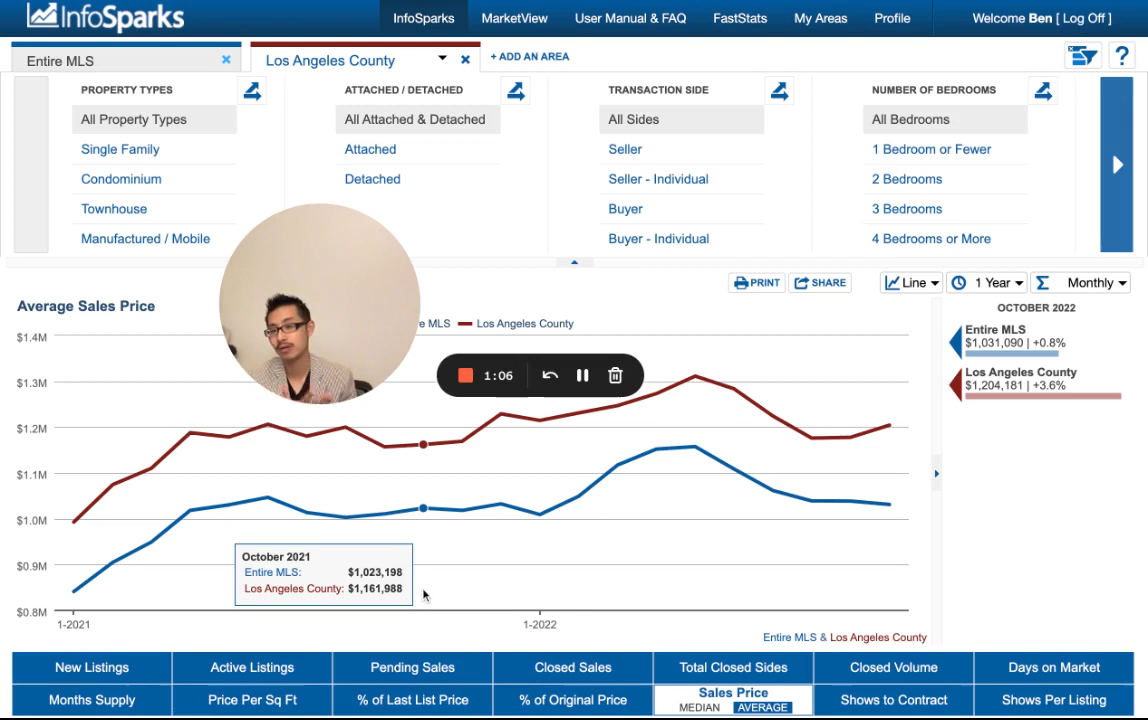 InfoSparks
InfoSparks
MarketView
User Manual & FAQ
FastStats
My Areas
Profile
Welcome Ben [ Log Off ]
Entire MLS
Los Angeles County
+ ADD AN AREA
?
PROPERTY TYPES
All Property Types
Single Family
Condominium
Townhouse
Manufactured / Mobile
ATTACHED / DETACHED
All Attached & Detached
Attached
Detached
TRANSACTION SIDE
All Sides
Seller
Seller - Individual
Buyer
Buyer - Individual
NUMBER OF BEDROOMS
All Bedrooms
1 Bedroom or Fewer
2 Bedrooms
3 Bedrooms
4 Bedrooms or More
PRINT
SHARE
Line
1 Year
Σ Monthly
Average Sales Price
MLS
Los Angeles County
1:06
$1.4M
$1.3M
$1.2M
$1.1M
$1.0M
$0.9M
$0.8M
October 2021
Entire MLS: $1,023,198
Los Angeles County: $1,161,988
1-2021
1-2022
Entire MLS & Los Angeles County
OCTOBER 2022
Entire MLS
$1,031,090 | +0.8%
Los Angeles County
$1,204,181 | +3.6%
New Listings
Active Listings
Pending Sales
Closed Sales
Total Closed Sides
Closed Volume
Days on Market
Months Supply
Price Per Sq Ft
% of Last List Price
% of Original Price
Sales Price
MEDIAN AVERAGE
Shows to Contract
Shows Per Listing